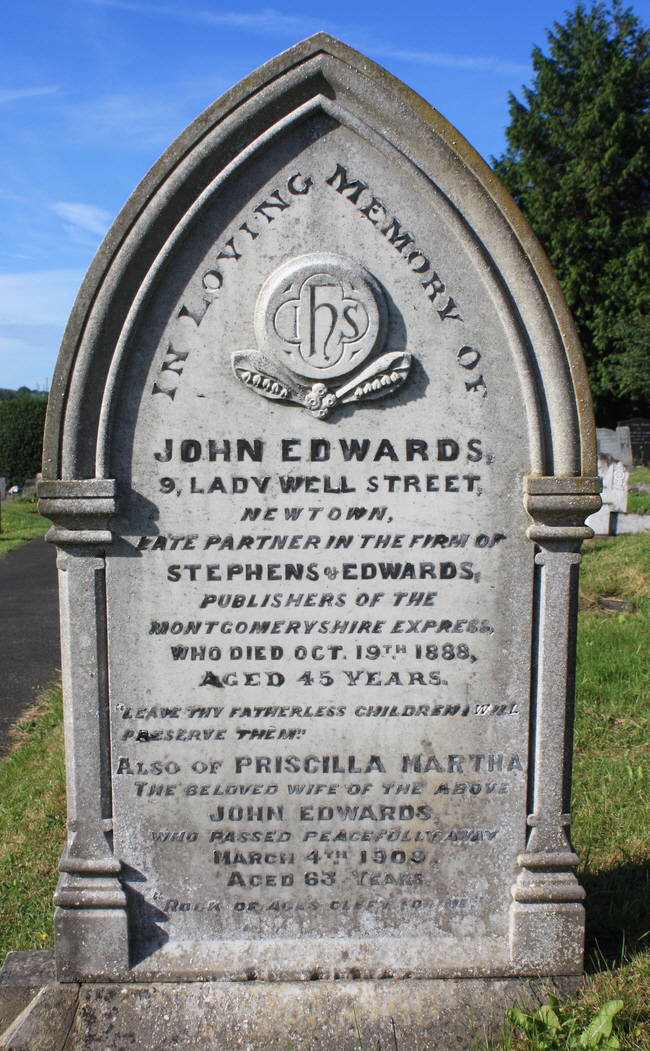 IN LOVING MEMORY OF
IHS
JOHN EDWARDS,
9, LADYWELL STREET,
NEWTOWN,
LATE PARTNER IN THE FIRM OF
STEPHENS & EDWARDS,
PUBLISHERS OF THE
MONTGOMERYSHIRE EXPRESS,
WHO DIED OCT. 19TH 1888,
AGED 45 YEARS.
"LEAVE THY FATHERLESS CHILDREN I WILL
PRESERVE THEM."
ALSO OF PRISCILLA MARTHA
THE BELOVED WIFE OF THE ABOVE
JOHN EDWARDS,
WHO PASSED PEACEFULLY AWAY
MARCH 4TH 1909,
AGED 63 YEARS.
"ROCK OF AGES CLEFT FOR ME."